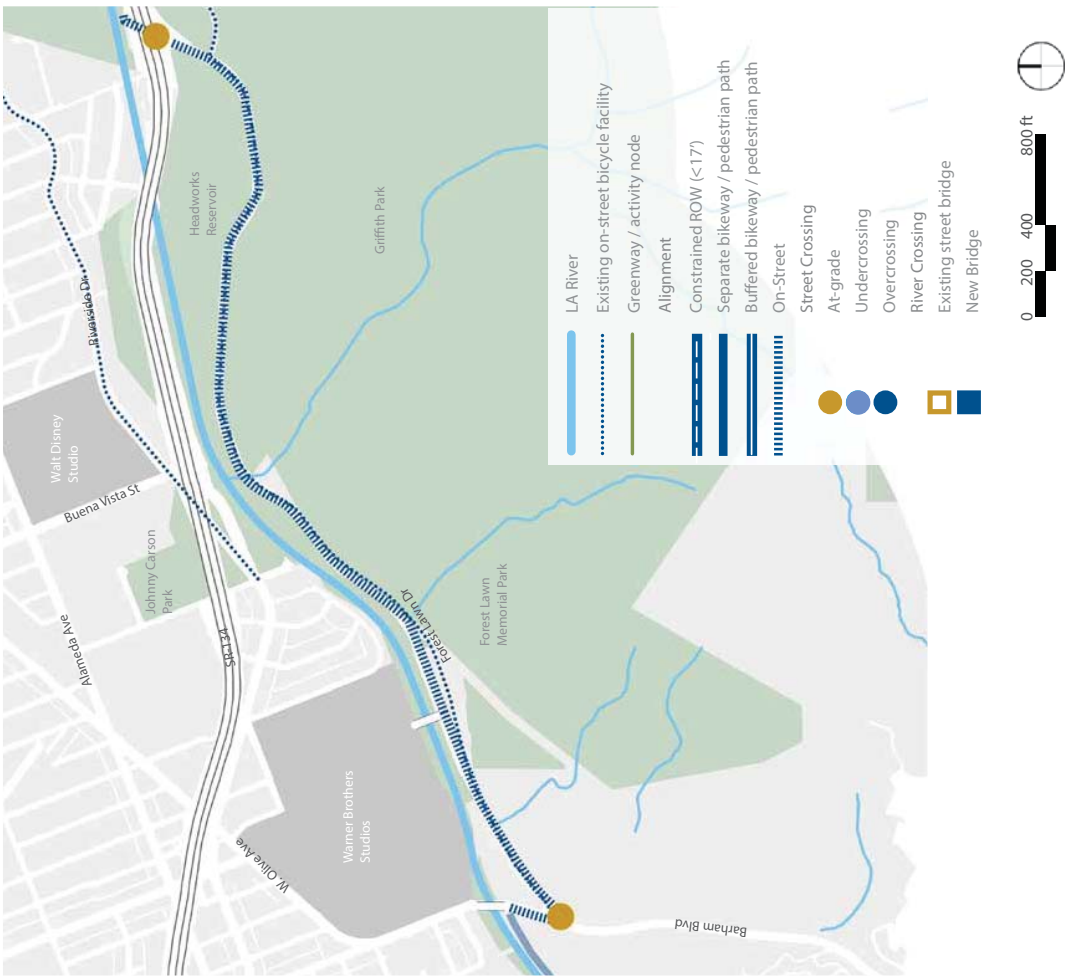 Riverside Dr
Headworks
Reservoir
Griffith Park
Walt Disney
Studio
Buena Vista St
Johnny Carson
Park
Alameda Ave
SR-134
Forest Lawn Dr
Forest Lawn
Memorial Park
Warner Brothers
Studios
W. Olive Ave
Barham Blvd
LA River
Existing on-street bicycle facility
Greenway / activity node
Alignment
Constrained ROW (<17')
Separate bikeway / pedestrian path
Buffered bikeway / pedestrian path
On-Street
Street Crossing
At-grade
Undercrossing
Overcrossing
River Crossing
Existing street bridge
New Bridge
0 200 400 800 ft